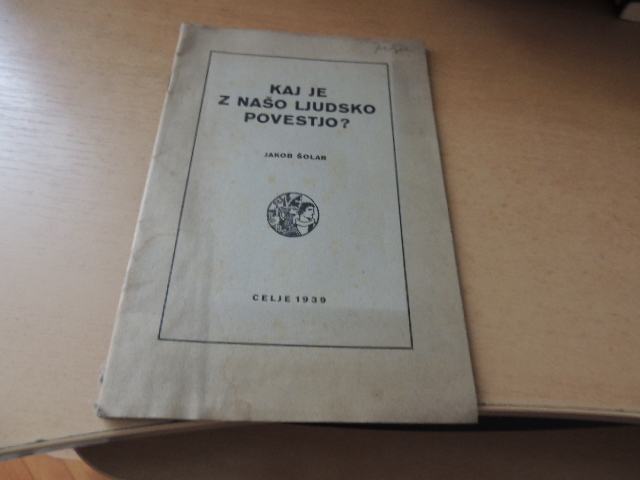 KAJ JE
Z NAŠO LJUDSKO
POVESTJO?
JAKOB ŠOLAR
CELJE 1939